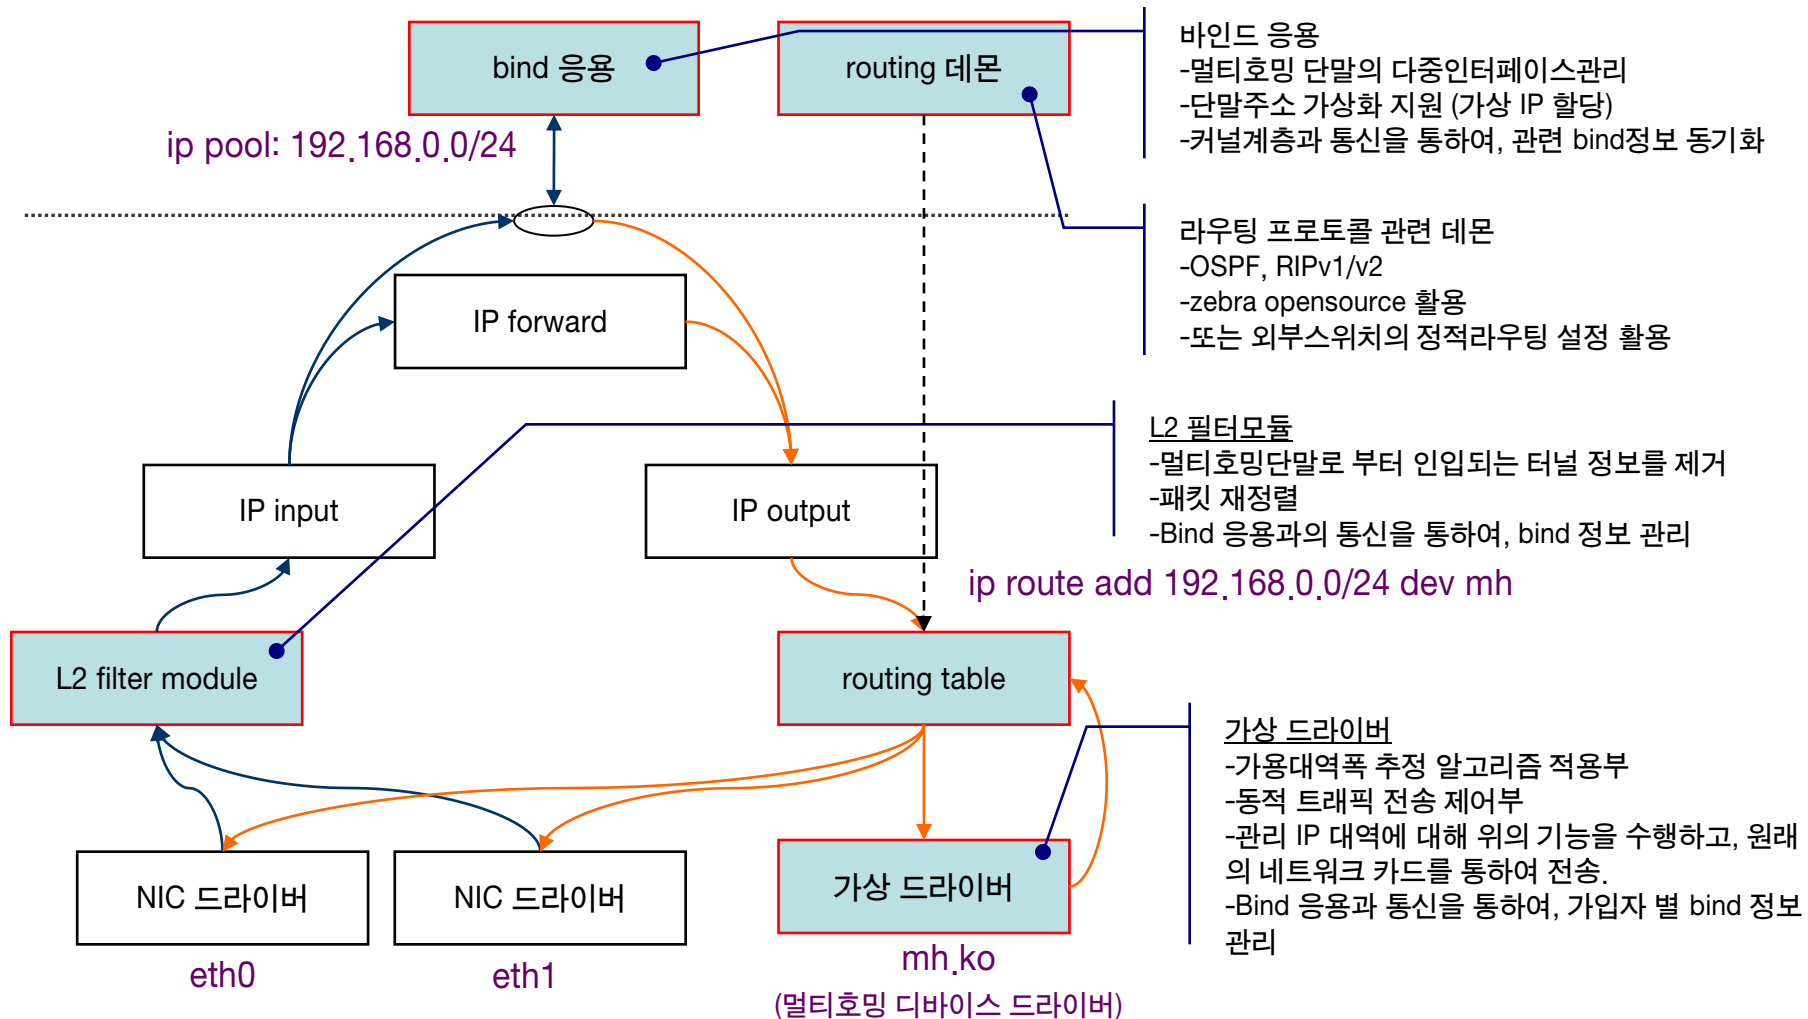 bind 응용
routing 데몬
ip pool: 192.168.0.0/24
바인드 응용
-멀티호밍 단말의 다중인터페이스관리
-단말주소 가상화 지원 (가상 IP 할당)
-커널계층과 통신을 통하여, 관련 bind정보 동기화
라우팅 프로토콜 관련 데몬
-OSPF, RIPv1/v2
-zebra opensource 활용
-또는 외부스위치의 정적라우팅 설정 활용
IP forward
IP input
IP output
L2 필터모듈
-멀티호밍단말로 부터 인입되는 터널 정보를 제거
-패킷 재정렬
-Bind 응용과의 통신을 통하여, bind 정보 관리
ip route add 192.168.0.0/24 dev mh
L2 filter module
routing table
가상 드라이버
-가용대역폭 추정 알고리즘 적용부
-동적 트래픽 전송 제어부
-관리 IP 대역에 대해 위의 기능을 수행하고, 원래
의 네트워크 카드를 통하여 전송.
-Bind 응용과 통신을 통하여, 가입자 별 bind 정보
관리
NIC 드라이버
NIC 드라이버
가상 드라이버
eth0
eth1
mh.ko
(멀티호밍 디바이스 드라이버)